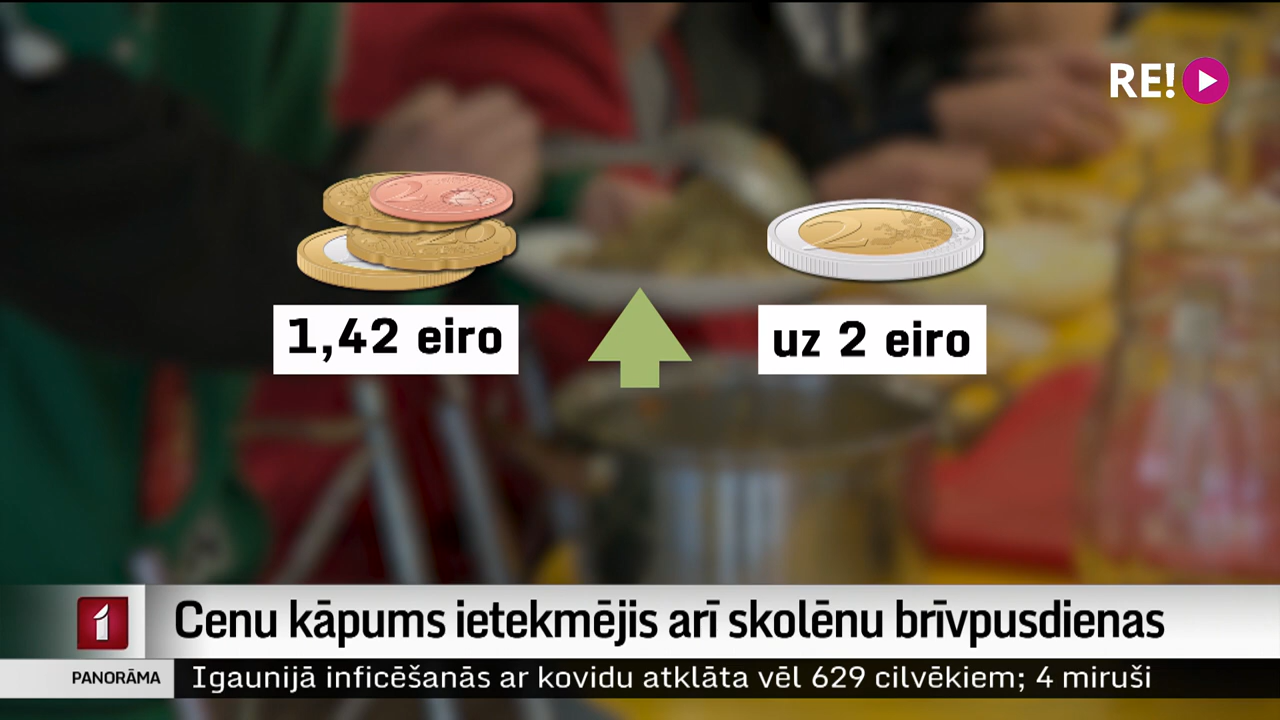 RE!
1,42 eiro
uz 2 eiro
1
Cenu kāpums ietekmējis arī skolēnu brīvpusdienas
PANORĀMA
Igaunijā inficēšanās ar kovidu atklāta vēl 629 cilvēkiem; 4 miruši